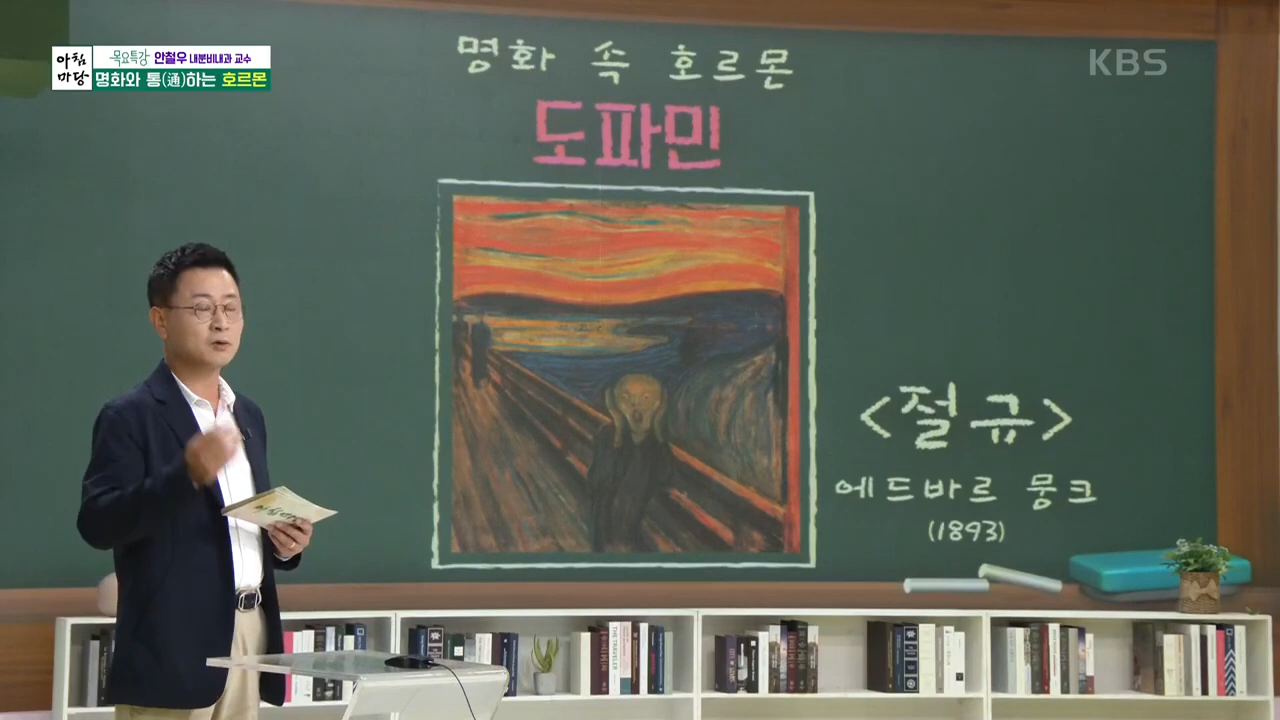 아침
마당
목요특강 안철우 내분비내과 교수
명화와 통(通)하는 호르몬
KBS
명화 속 호르몬
도파민
<절규>
에드바르 뭉크
(1893)
THE TRAVELER